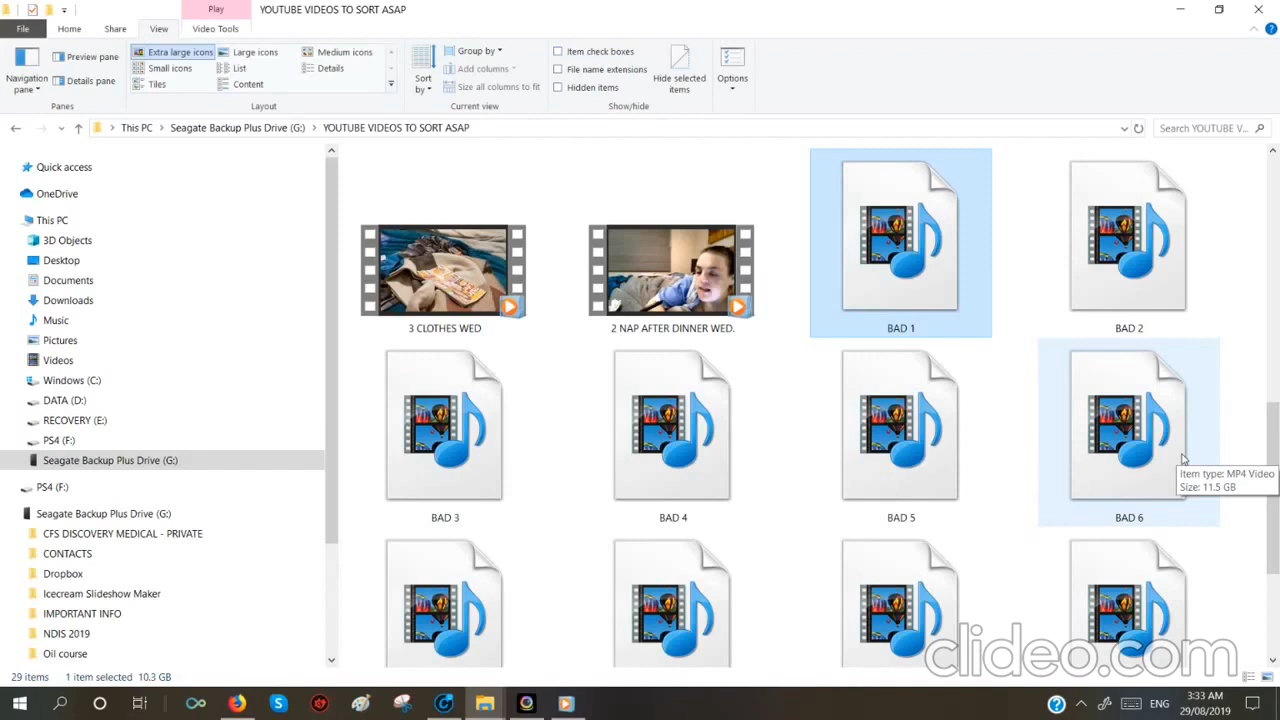 Play
YOUTUBE VIDEOS TO SORT ASAP
File
Home
Share
View
Video Tools
Navigation pane
Preview pane
Details pane
Panes
Extra large icons
Large icons
Medium icons
Small icons
List
Details
Tiles
Content
Layout
Sort by
Group by
Add columns
Size all columns to fit
Current view
Item check boxes
File name extensions
Hidden items
Hide selected items
Show/hide
Options
This PC
Seagate Backup Plus Drive (G:)
YOUTUBE VIDEOS TO SORT ASAP
Search YOUTUBE V...
Quick access
OneDrive
This PC
3D Objects
Desktop
Documents
Downloads
Music
Pictures
Videos
Windows (C:)
DATA (D:)
RECOVERY (E:)
PS4 (F:)
Seagate Backup Plus Drive (G:)
PS4 (F:)
Seagate Backup Plus Drive (G:)
CFS DISCOVERY MEDICAL - PRIVATE
CONTACTS
Dropbox
Icecream Slideshow Maker
IMPORTANT INFO
NDIS 2019
Oil course
3 CLOTHES WED
2 NAP AFTER DINNER WED.
BAD 1
BAD 2
BAD 3
BAD 4
BAD 5
BAD 6
Item type: MP4 Video
Size: 11.5 GB
clideo.com
29 items
1 item selected 10.3 GB
ENG
3:33 AM
29/08/2019